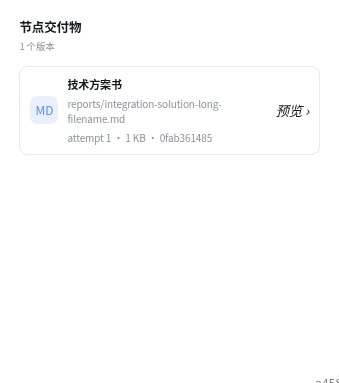 节点交付物
1 个版本
技术方案书
MD
reports/integration-solution-long-
filename.md
预览 ›
attempt 1 · 1 KB · 0fab361485